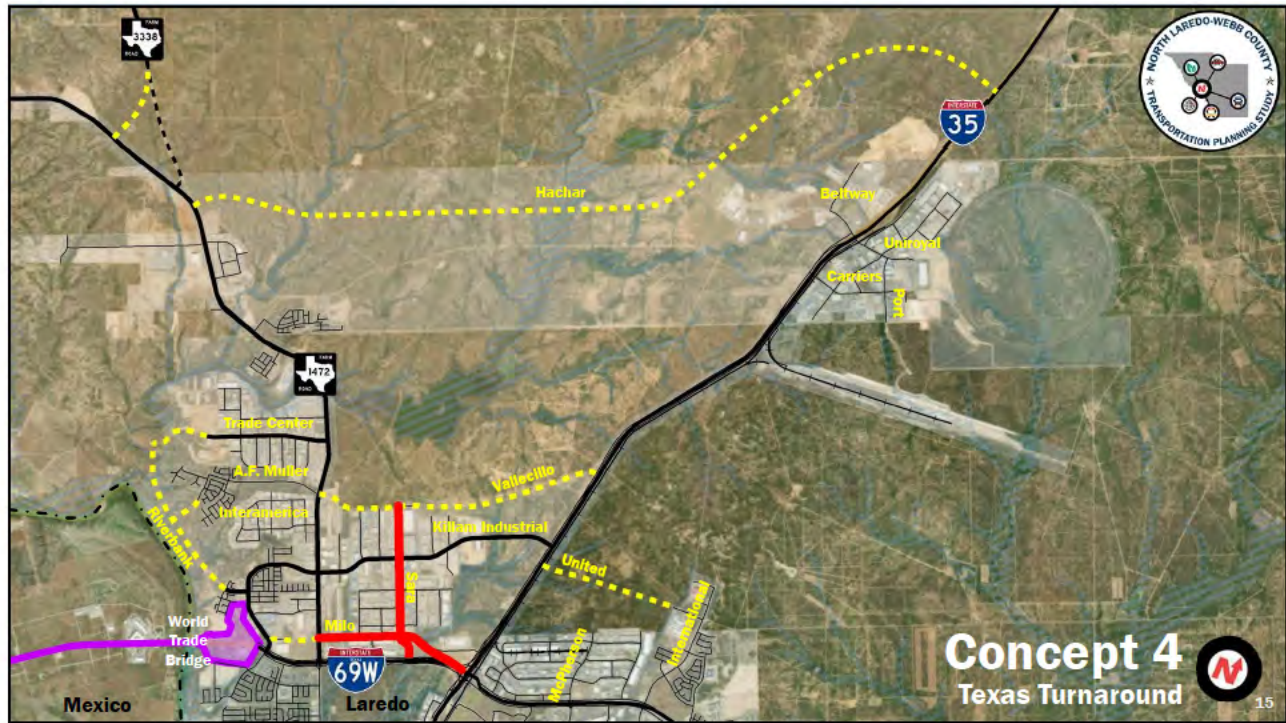 FARM
3338
ROAD
NORTH LAREDO-WEBB COUNTY
TRANSPORTATION PLANNING STUDY
N
INTERSTATE
35
Hachar
Beltway
Uniroyal
Carriers
Port
FARM
1472
ROAD
Trade Center
A.F. Muller
Vallecillo
Interamerica
Riverbank
Killam Industrial
United
Sara
International
World
Trade
Bridge
Milo
INTERSTATE
69W
McPherson
Mexico
Laredo
Concept 4
Texas Turnaround
N
15